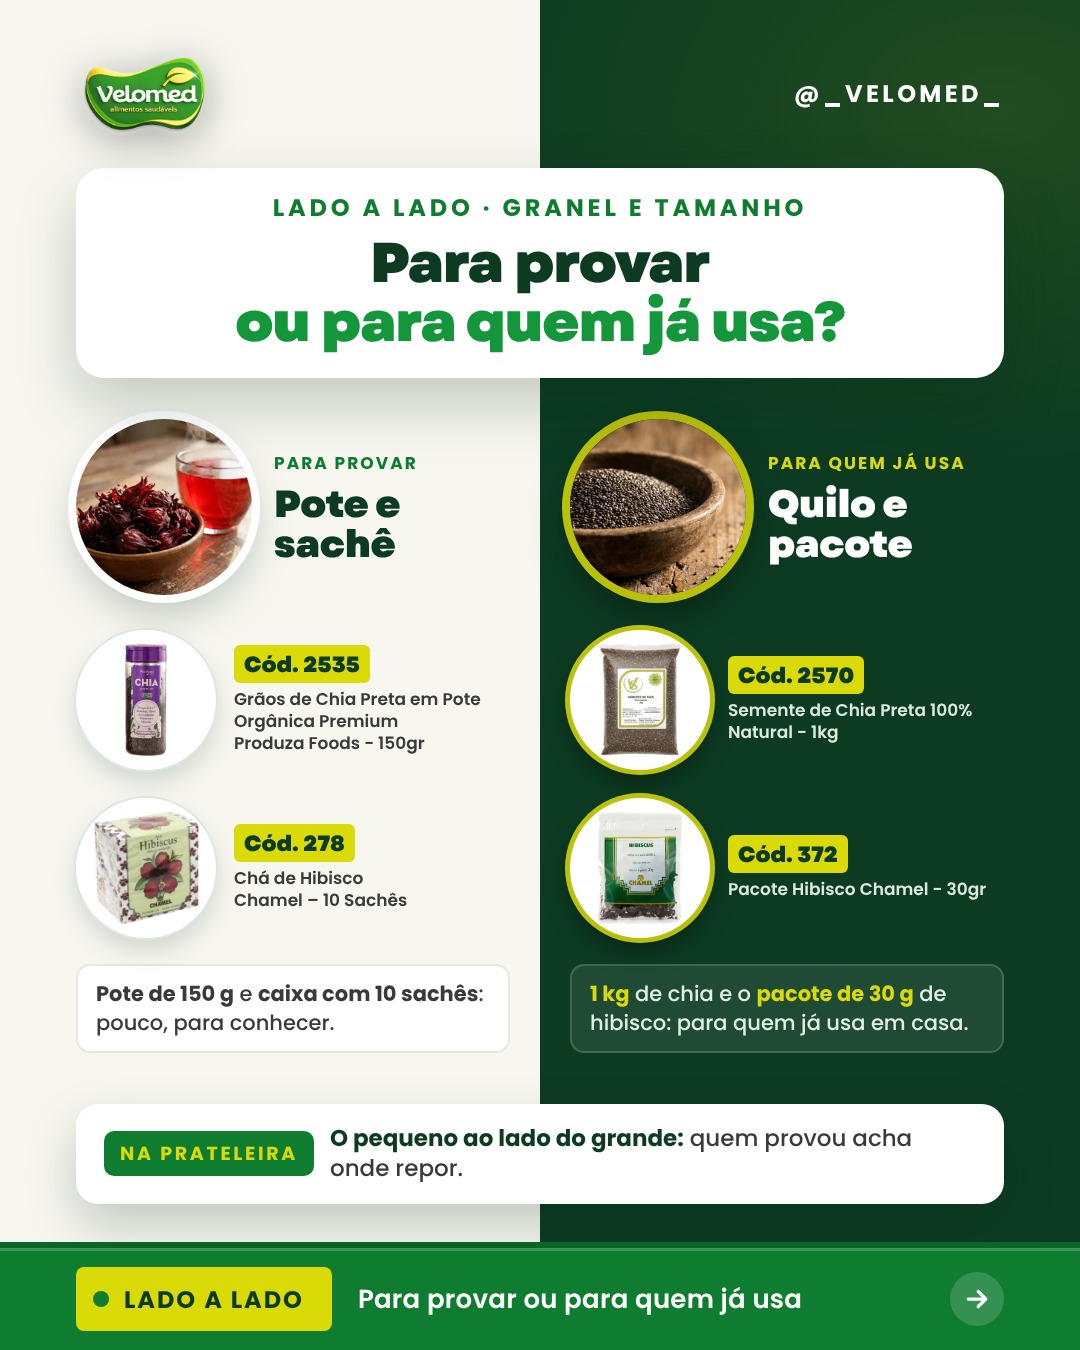 Velomed
alimentos saudáveis
@_VELOMED_
LADO A LADO · GRANEL E TAMANHO
Para provar
ou para quem já usa?
PARA PROVAR
Pote e
sachê
CHIA
Cód. 2535
Grãos de Chia Preta em Pote
Orgânica Premium
Produza Foods - 150gr
Hibiscus
CHAMEL
Cód. 278
Chá de Hibisco
Chamel – 10 Sachês
Pote de 150 g e caixa com 10 sachês:
pouco, para conhecer.
PARA QUEM JÁ USA
Quilo e
pacote
Cód. 2570
Semente de Chia Preta 100%
Natural - 1kg
HIBISCUS
CHAMEL
Cód. 372
Pacote Hibisco Chamel - 30gr
1 kg de chia e o pacote de 30 g de
hibisco: para quem já usa em casa.
NA PRATELEIRA
O pequeno ao lado do grande: quem provou acha
onde repor.
LADO A LADO
Para provar ou para quem já usa